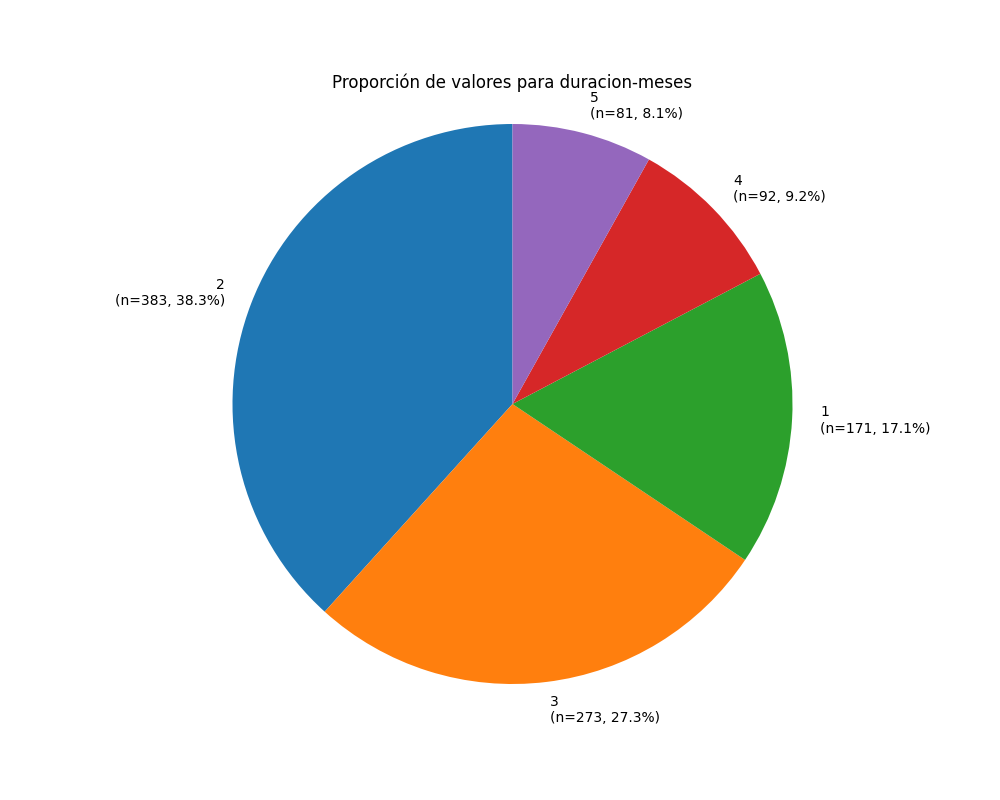 Proporción de valores para duracion-meses
5
(n=81, 8.1%)
4
(n=92, 9.2%)
2
(n=383, 38.3%)
1
(n=171, 17.1%)
3
(n=273, 27.3%)